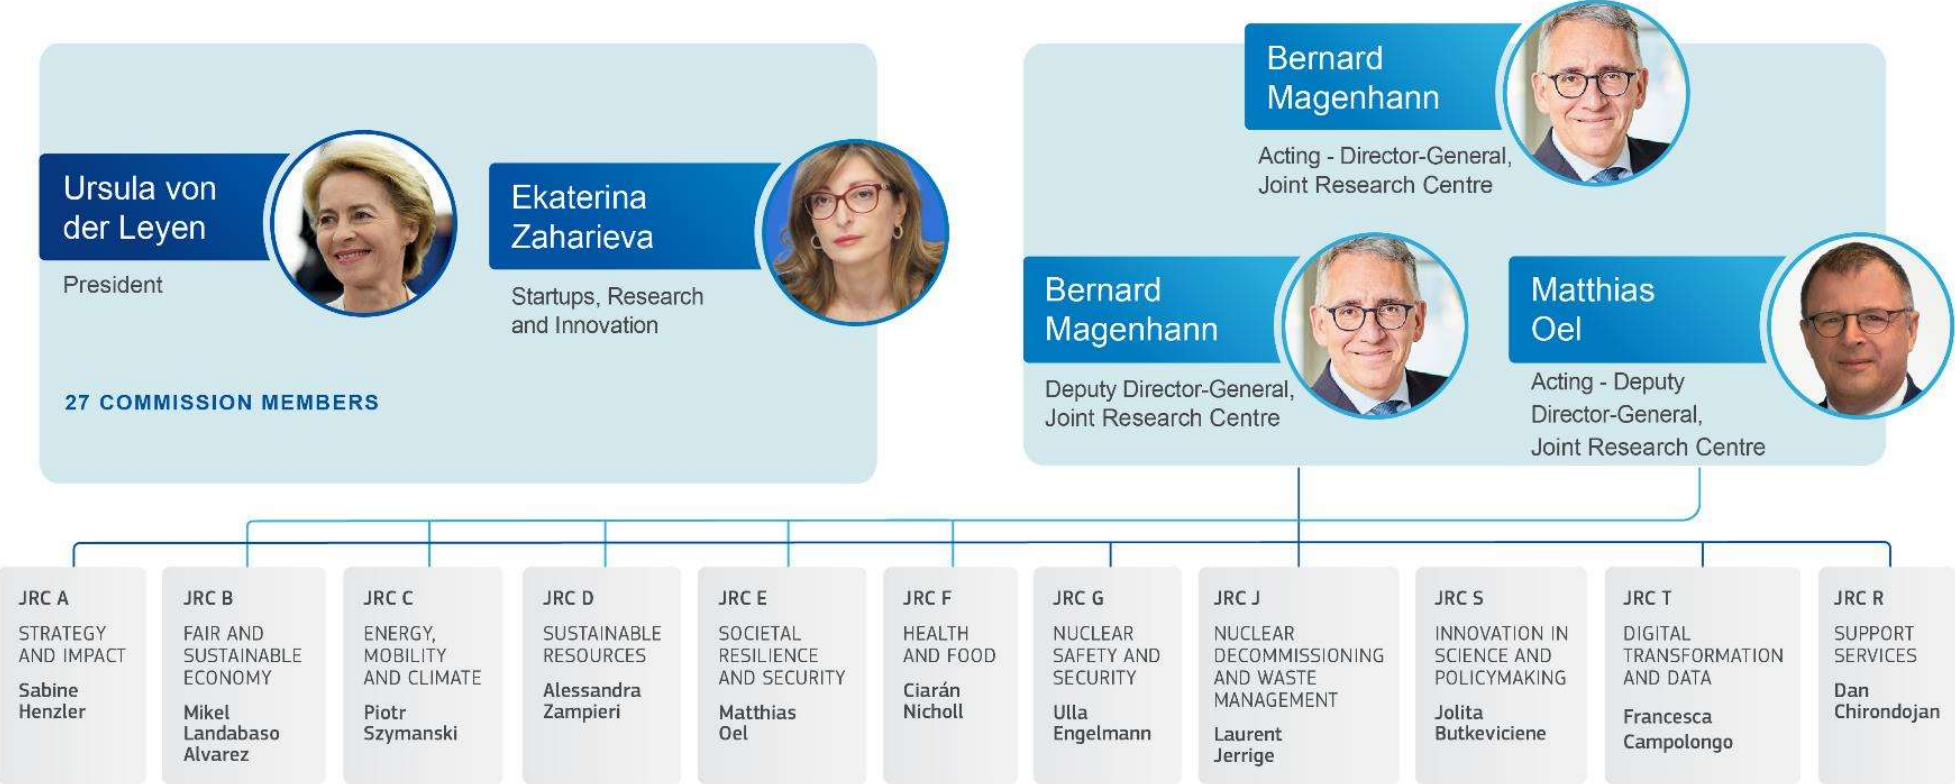 Ursula von
der Leyen
President
Ekaterina
Zaharieva
Startups, Research
and Innovation
27 COMMISSION MEMBERS
Bernard
Magenhann
Acting - Director-General,
Joint Research Centre
Bernard
Magenhann
Deputy Director-General,
Joint Research Centre
Matthias
Oel
Acting - Deputy
Director-General,
Joint Research Centre
JRC A
STRATEGY
AND IMPACT
Sabine
Henzler
JRC B
FAIR AND
SUSTAINABLE
ECONOMY
Mikel
Landabaso
Alvarez
JRC C
ENERGY,
MOBILITY
AND CLIMATE
Piotr
Szymanski
JRC D
SUSTAINABLE
RESOURCES
Alessandra
Zampieri
JRC E
SOCIETAL
RESILIENCE
AND SECURITY
Matthias
Oel
JRC F
HEALTH
AND FOOD
Ciarán
Nicholl
JRC G
NUCLEAR
SAFETY AND
SECURITY
Ulla
Engelmann
JRC J
NUCLEAR
DECOMMISSIONING
AND WASTE
MANAGEMENT
Laurent
Jerrige
JRC S
INNOVATION IN
SCIENCE AND
POLICYMAKING
Jolita
Butkeviciene
JRC T
DIGITAL
TRANSFORMATION
AND DATA
Francesca
Campolongo
JRC R
SUPPORT
SERVICES
Dan
Chirondojan